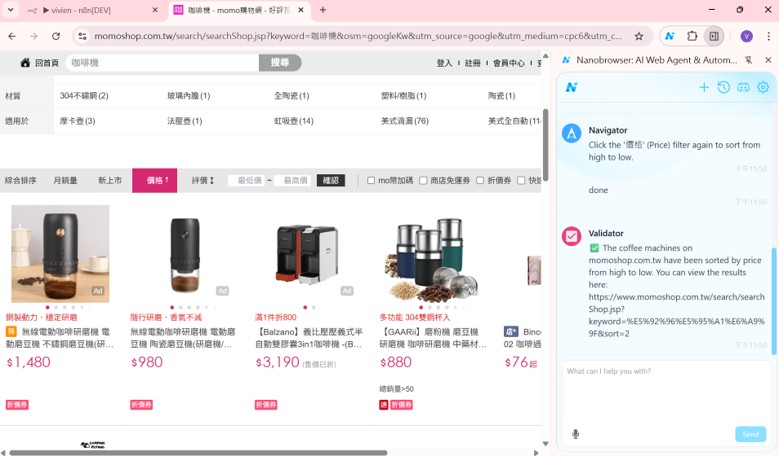 vivien - n8n[DEV]
咖啡機 - momo購物網 - 好評推
momoshop.com.tw/search/searchShop.jsp?keyword=咖啡機&osm=googleKw&utm_source=google&utm_medium=cpc6&utm_c...
V
回首頁
咖啡機
搜尋
登入
註冊
會員中心
材質
304不鏽鋼 (2)
玻璃內膽 (1)
全陶瓷 (1)
塑料/樹脂 (1)
陶瓷 (1)
適用於
摩卡壺 (3)
法壓壺 (1)
虹吸壺 (14)
美式滴漏 (76)
美式全自動 (11
綜合排序
月銷量
新上市
價格
評價
最低價
~
最高價
確認
mo幣加碼
商店免運券
折價券
快速
Ad
Ad
Ad
Ad
鋼製動力．穩定研磨
無線電動咖啡研磨機 電
動磨豆機 不鏽鋼磨豆機(研...
$1,480
折價券
隨行研磨．香氣不減
無線電動咖啡研磨機 電動磨
豆機 陶瓷磨豆機(研磨機/...
$980
折價券
滿1件折800
【Balzano】義比壓壓義式半
自動雙膠囊3in1咖啡機 -(B...
$3,190 (售價已折)
折價券
多功能 304雙鋼杯入
【GAARii】磨粉機 磨豆機
研磨機 咖啡研磨機 中藥材...
$880
總銷量>50
速
折價券
店+
Bino
02 咖啡過
$76 起
Nanobrowser: AI Web Agent & Autom...
Navigator
Click the '價格' (Price) filter again to sort from
high to low.
下午11:50
done
下午11:50
Validator
✅ The coffee machines on
momoshop.com.tw have been sorted by price
from high to low. You can view the results
here:
https://www.momoshop.com.tw/search/search
Shop.jsp?
keyword=%E5%92%96%E5%95%A1%E6%A9%
9F&sort=2
下午11:50
What can I help you with?
Send